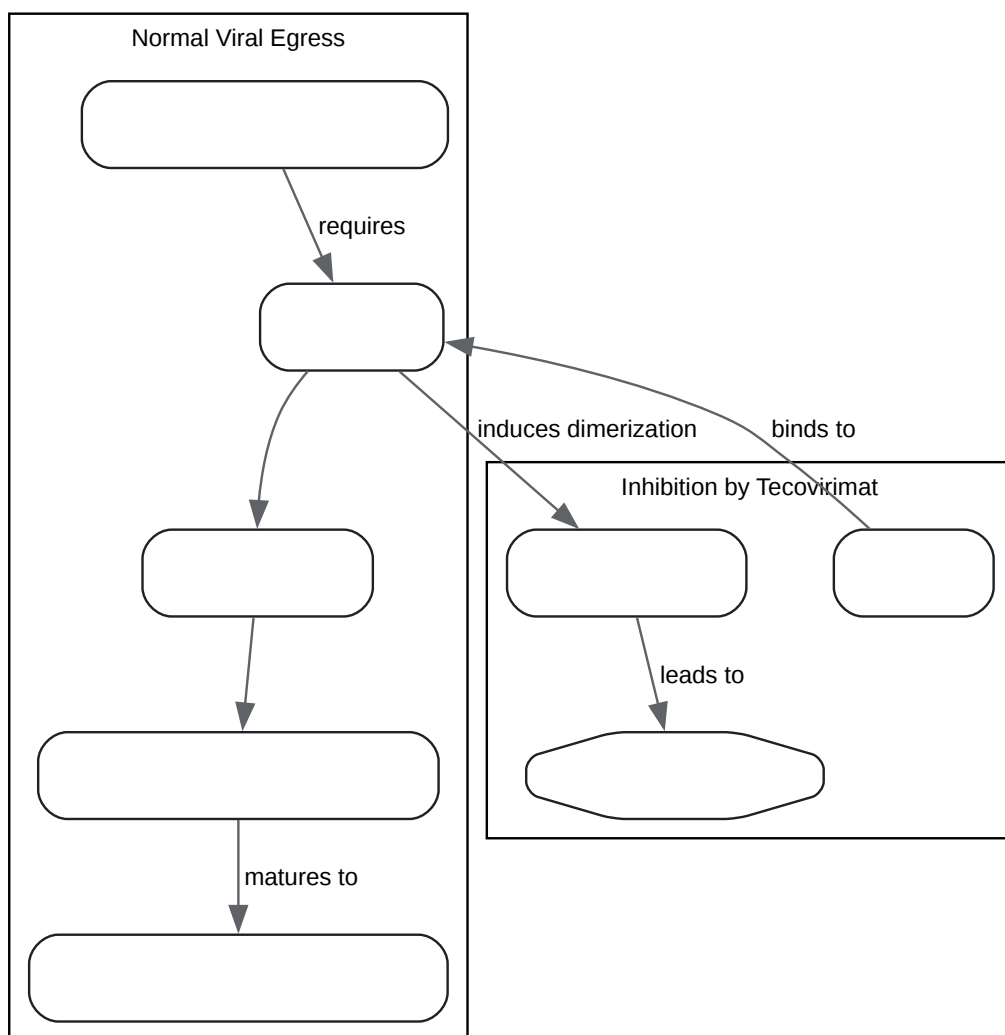 Normal Viral Egress
requires
induces dimerization
binds to
Inhibition by Tecovirimat
leads to
matures to